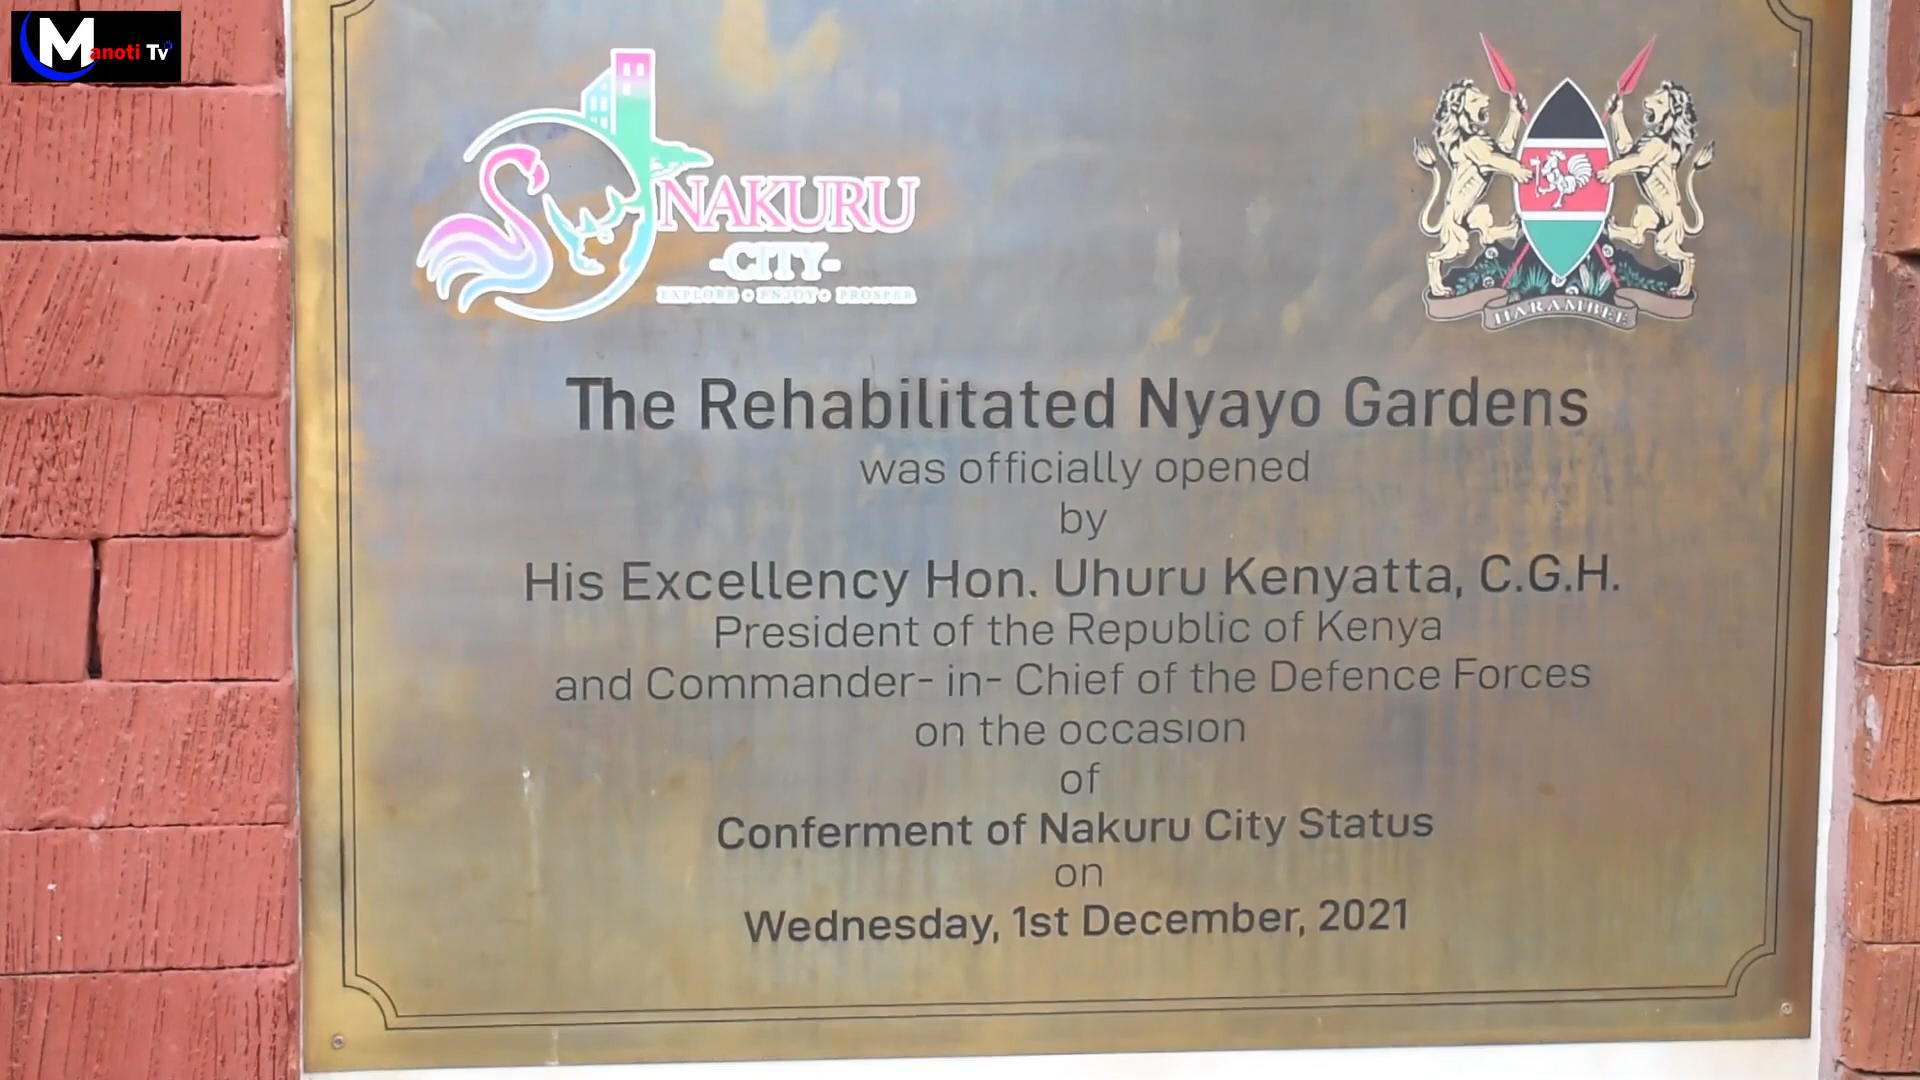 Manoti Tv
NAKURU
-CITY-
EXPLORE • ENJOY • PROSPER
HARAMBEE
The Rehabilitated Nyayo Gardens
was officially opened
by
His Excellency Hon. Uhuru Kenyatta, C.G.H.
President of the Republic of Kenya
and Commander- in- Chief of the Defence Forces
on the occasion
of
Conferment of Nakuru City Status
on
Wednesday, 1st December, 2021